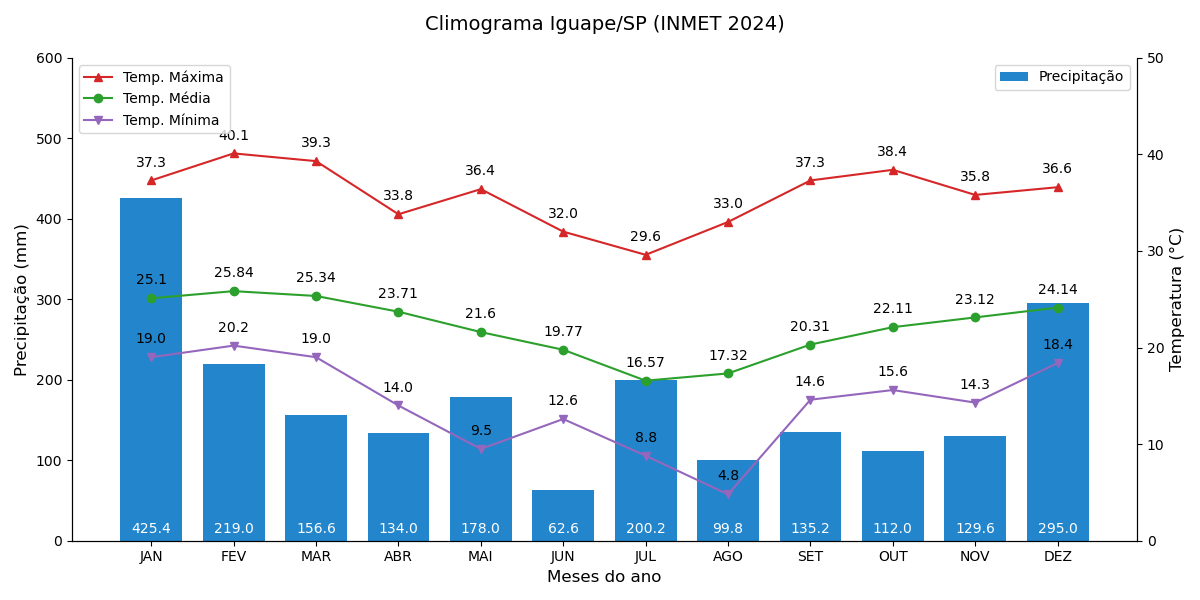 Climograma Iguape/SP (INMET 2024)
600
500
400
300
200
100
0
Precipitação (mm)
Temp. Máxima
Temp. Média
Temp. Mínima
Precipitação
50
40
30
20
10
0
Temperatura (°C)
37.3 40.1 39.3 33.8 36.4 32.0 29.6 33.0 37.3 38.4 35.8 36.6
25.1 25.84 25.34 23.71 21.6 19.77 16.57 17.32 20.31 22.11 23.12 24.14
19.0 20.2 19.0 14.0 9.5 12.6 8.8 4.8 14.6 15.6 14.3 18.4
425.4 219.0 156.6 134.0 178.0 62.6 200.2 99.8 135.2 112.0 129.6 295.0
JAN FEV MAR ABR MAI JUN JUL AGO SET OUT NOV DEZ
Meses do ano